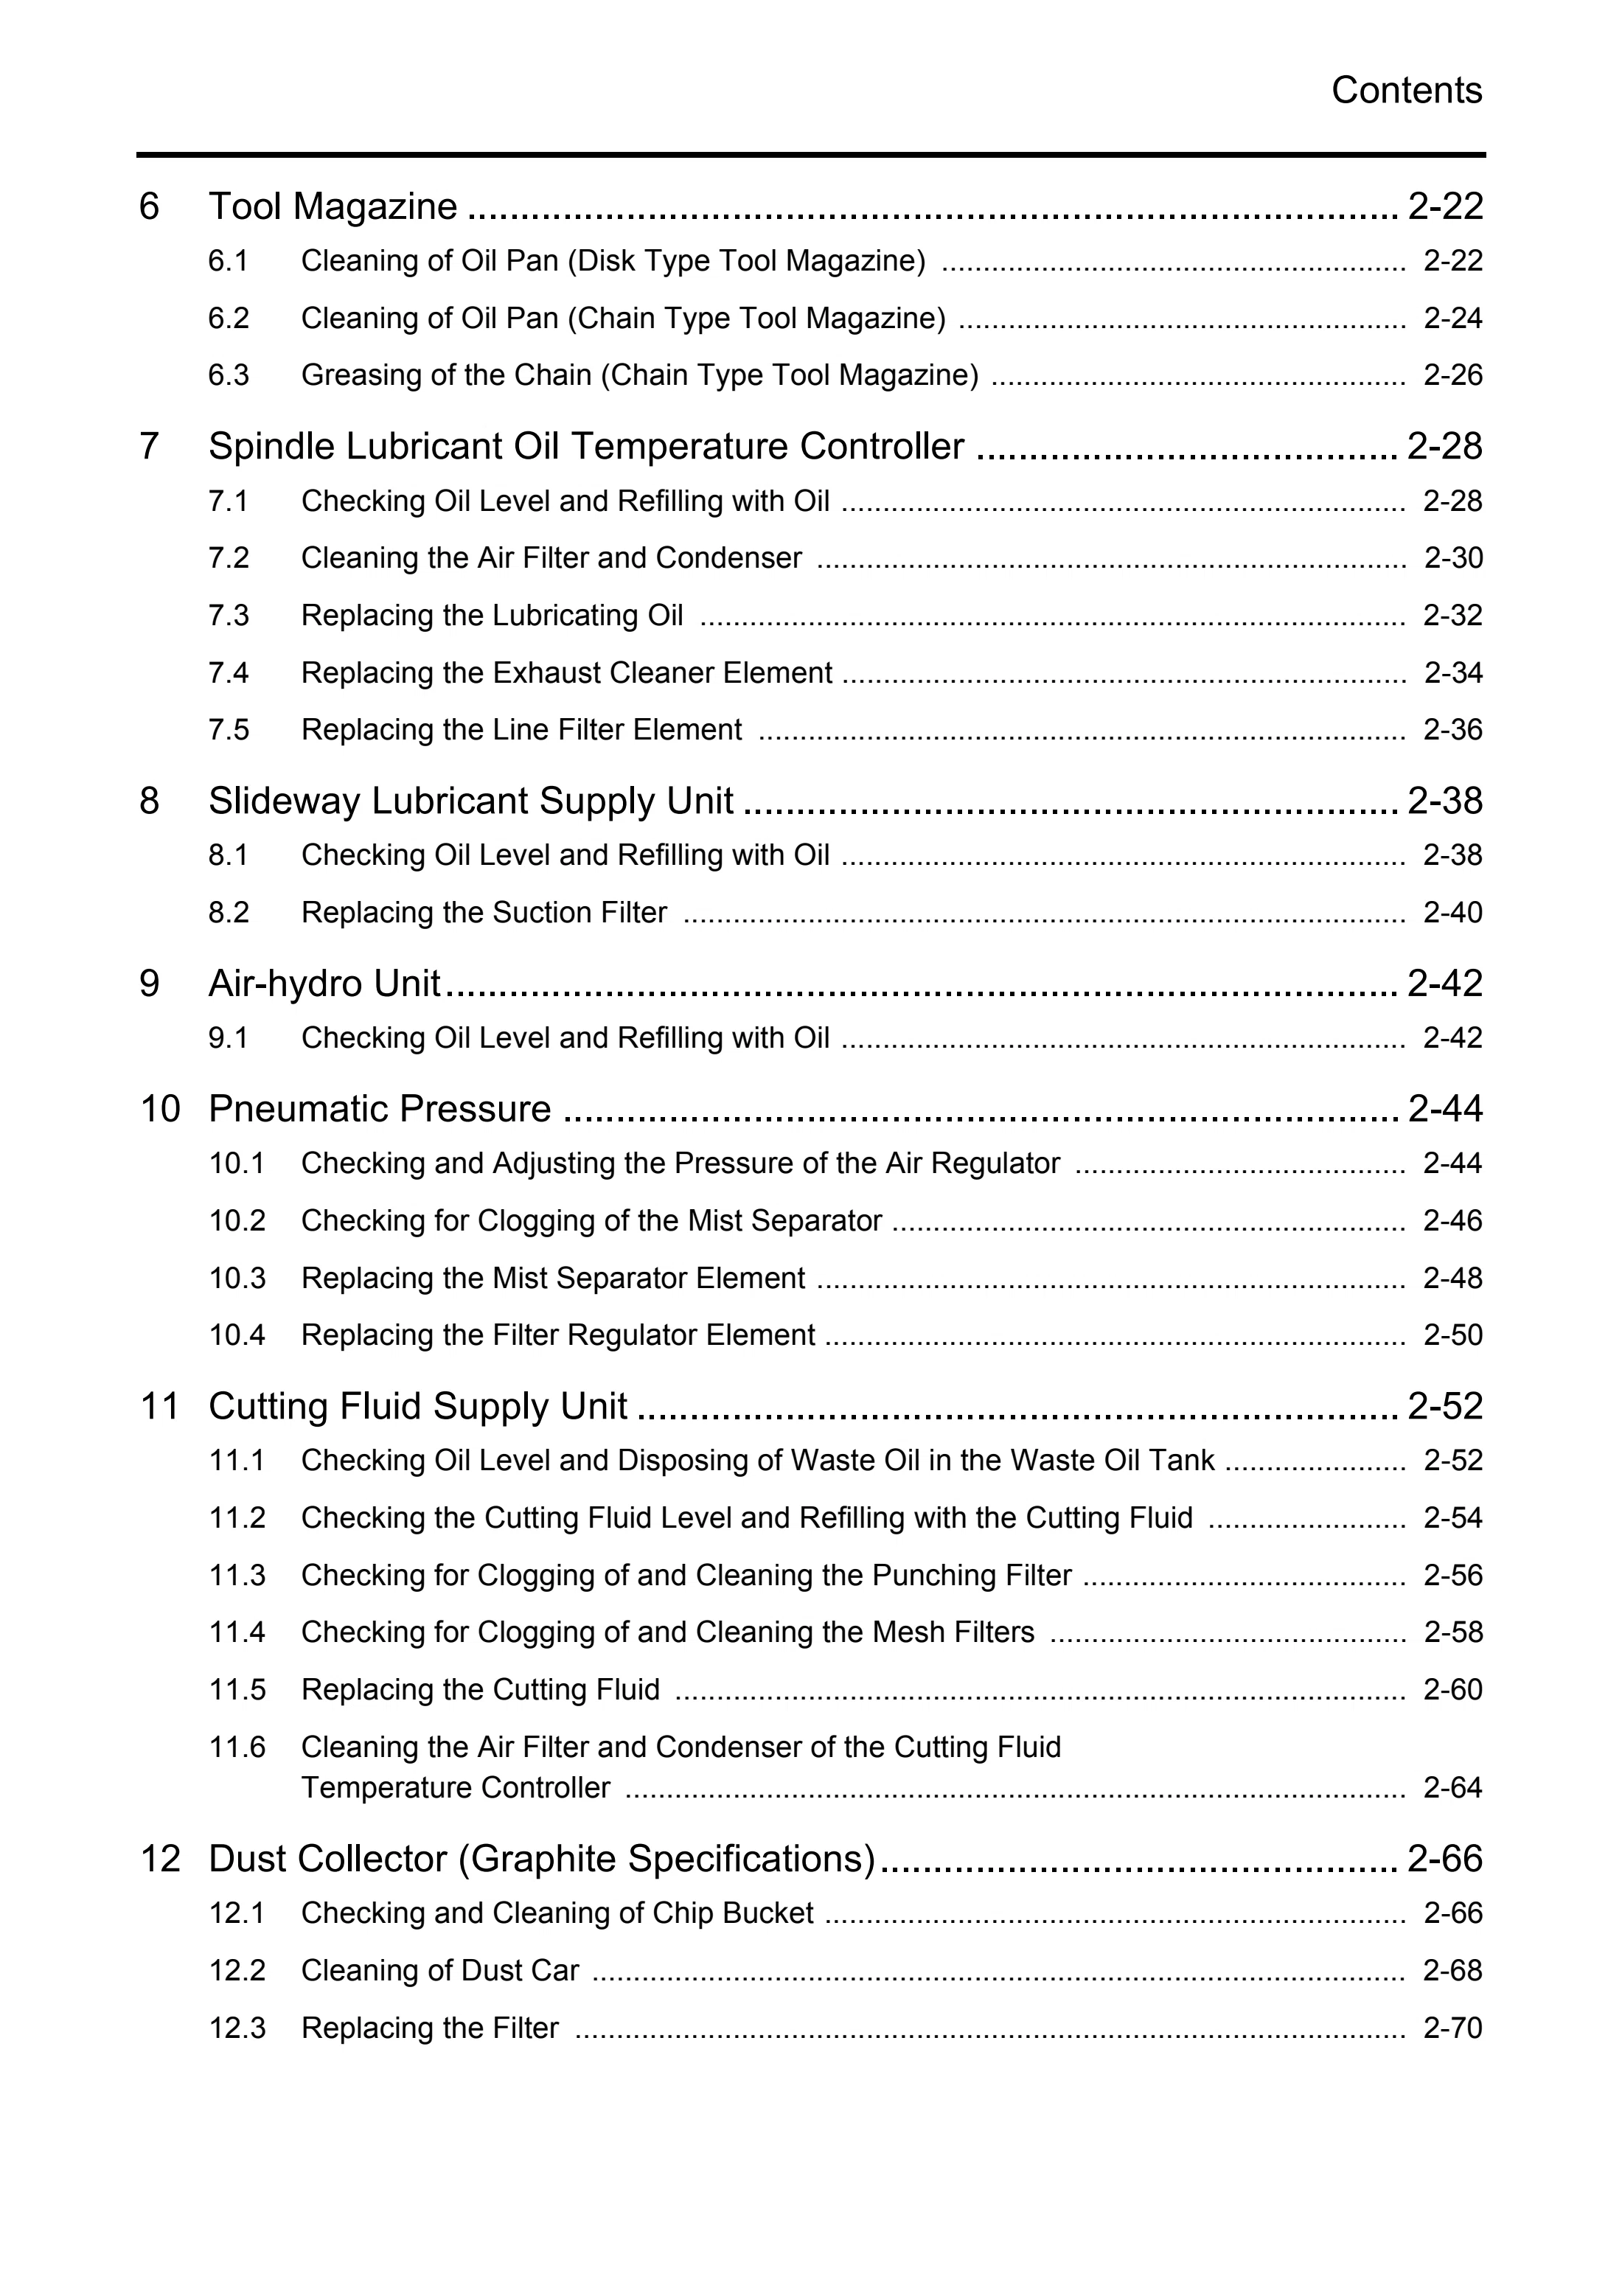 Contents
6 Tool Magazine ........................................................................................ 2-22
6.1 Cleaning of Oil Pan (Disk Type Tool Magazine) ........................................................ 2-22
6.2 Cleaning of Oil Pan (Chain Type Tool Magazine) ...................................................... 2-24
6.3 Greasing of the Chain (Chain Type Tool Magazine) .................................................. 2-26
7 Spindle Lubricant Oil Temperature Controller ........................................ 2-28
7.1 Checking Oil Level and Refilling with Oil .................................................................... 2-28
7.2 Cleaning the Air Filter and Condenser ....................................................................... 2-30
7.3 Replacing the Lubricating Oil ..................................................................................... 2-32
7.4 Replacing the Exhaust Cleaner Element .................................................................... 2-34
7.5 Replacing the Line Filter Element .............................................................................. 2-36
8 Slideway Lubricant Supply Unit .............................................................. 2-38
8.1 Checking Oil Level and Refilling with Oil .................................................................... 2-38
8.2 Replacing the Suction Filter ....................................................................................... 2-40
9 Air-hydro Unit.......................................................................................... 2-42
9.1 Checking Oil Level and Refilling with Oil .................................................................... 2-42
10 Pneumatic Pressure ............................................................................... 2-44
10.1 Checking and Adjusting the Pressure of the Air Regulator ........................................ 2-44
10.2 Checking for Clogging of the Mist Separator .............................................................. 2-46
10.3 Replacing the Mist Separator Element ....................................................................... 2-48
10.4 Replacing the Filter Regulator Element ...................................................................... 2-50
11 Cutting Fluid Supply Unit ........................................................................ 2-52
11.1 Checking Oil Level and Disposing of Waste Oil in the Waste Oil Tank ...................... 2-52
11.2 Checking the Cutting Fluid Level and Refilling with the Cutting Fluid ........................ 2-54
11.3 Checking for Clogging of and Cleaning the Punching Filter ....................................... 2-56
11.4 Checking for Clogging of and Cleaning the Mesh Filters ........................................... 2-58
11.5 Replacing the Cutting Fluid ........................................................................................ 2-60
11.6 Cleaning the Air Filter and Condenser of the Cutting Fluid
Temperature Controller .............................................................................................. 2-64
12 Dust Collector (Graphite Specifications)................................................. 2-66
12.1 Checking and Cleaning of Chip Bucket ...................................................................... 2-66
12.2 Cleaning of Dust Car .................................................................................................. 2-68
12.3 Replacing the Filter .................................................................................................... 2-70